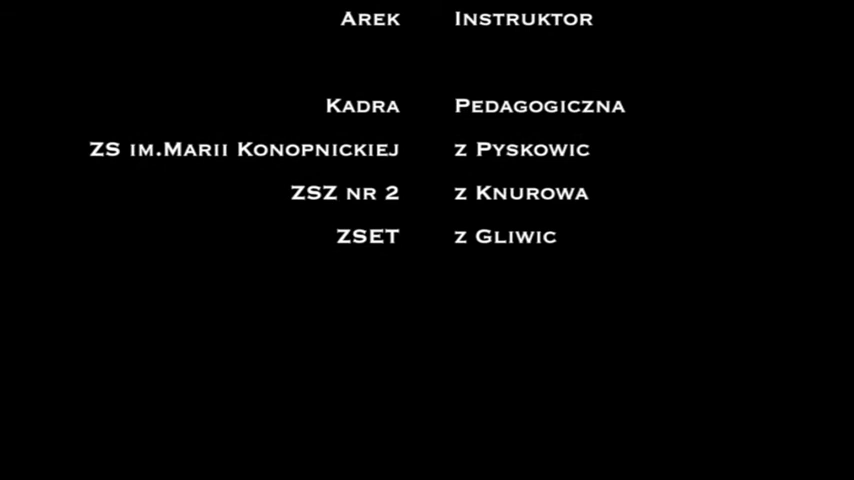 Arek Instruktor
Kadra Pedagogiczna
ZS im.Marii Konopnickiej z Pyskowic
ZSZ nr 2 z Knurowa
ZSET z Gliwic